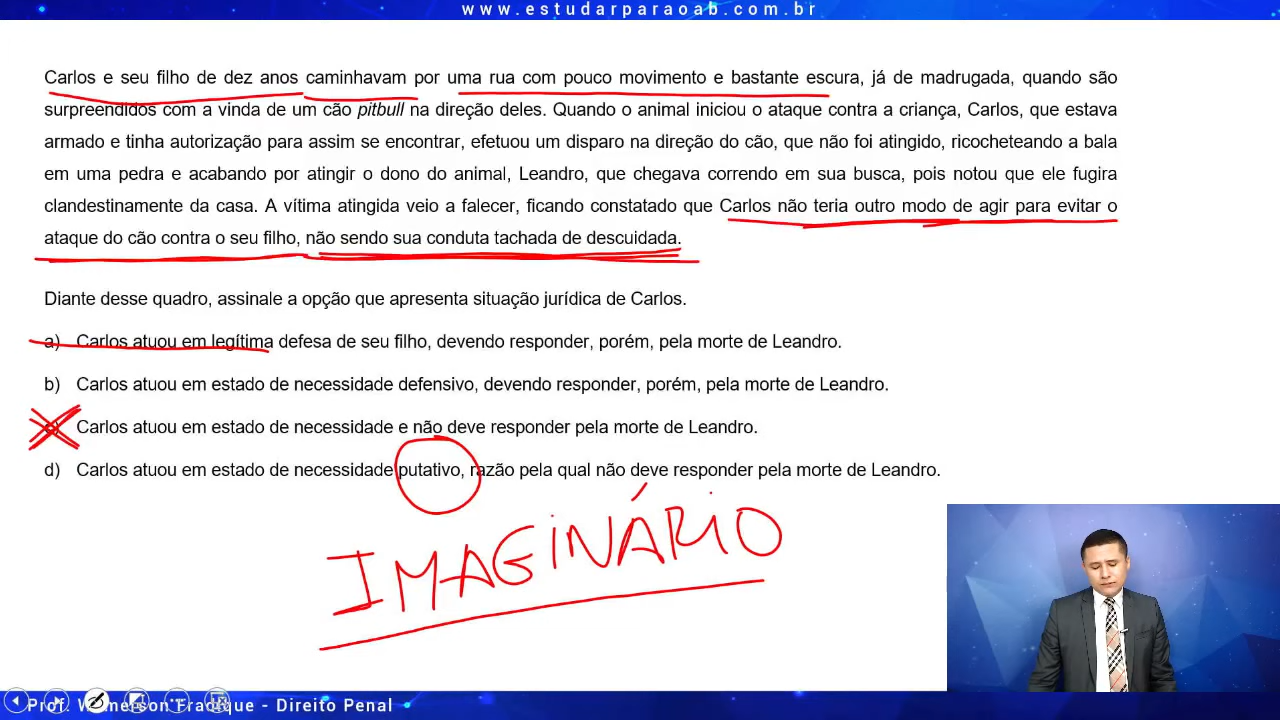 www.estudarparaoab.com.br
Carlos e seu filho de dez anos caminhavam por uma rua com pouco movimento e bastante escura, já de madrugada, quando são
surpreendidos com a vinda de um cão pitbull na direção deles. Quando o animal iniciou o ataque contra a criança, Carlos, que estava
armado e tinha autorização para assim se encontrar, efetuou um disparo na direção do cão, que não foi atingido, ricocheteando a bala
em uma pedra e acabando por atingir o dono do animal, Leandro, que chegava correndo em sua busca, pois notou que ele fugira
clandestinamente da casa. A vítima atingida veio a falecer, ficando constatado que Carlos não teria outro modo de agir para evitar o
ataque do cão contra o seu filho, não sendo sua conduta tachada de descuidada.
Diante desse quadro, assinale a opção que apresenta situação jurídica de Carlos.
a) Carlos atuou em legítima defesa de seu filho, devendo responder, porém, pela morte de Leandro.
b) Carlos atuou em estado de necessidade defensivo, devendo responder, porém, pela morte de Leandro.
Carlos atuou em estado de necessidade e não deve responder pela morte de Leandro.
d) Carlos atuou em estado de necessidade putativo, razão pela qual não deve responder pela morte de Leandro.
IMAGINÁRIO
Prof. - Direito Penal